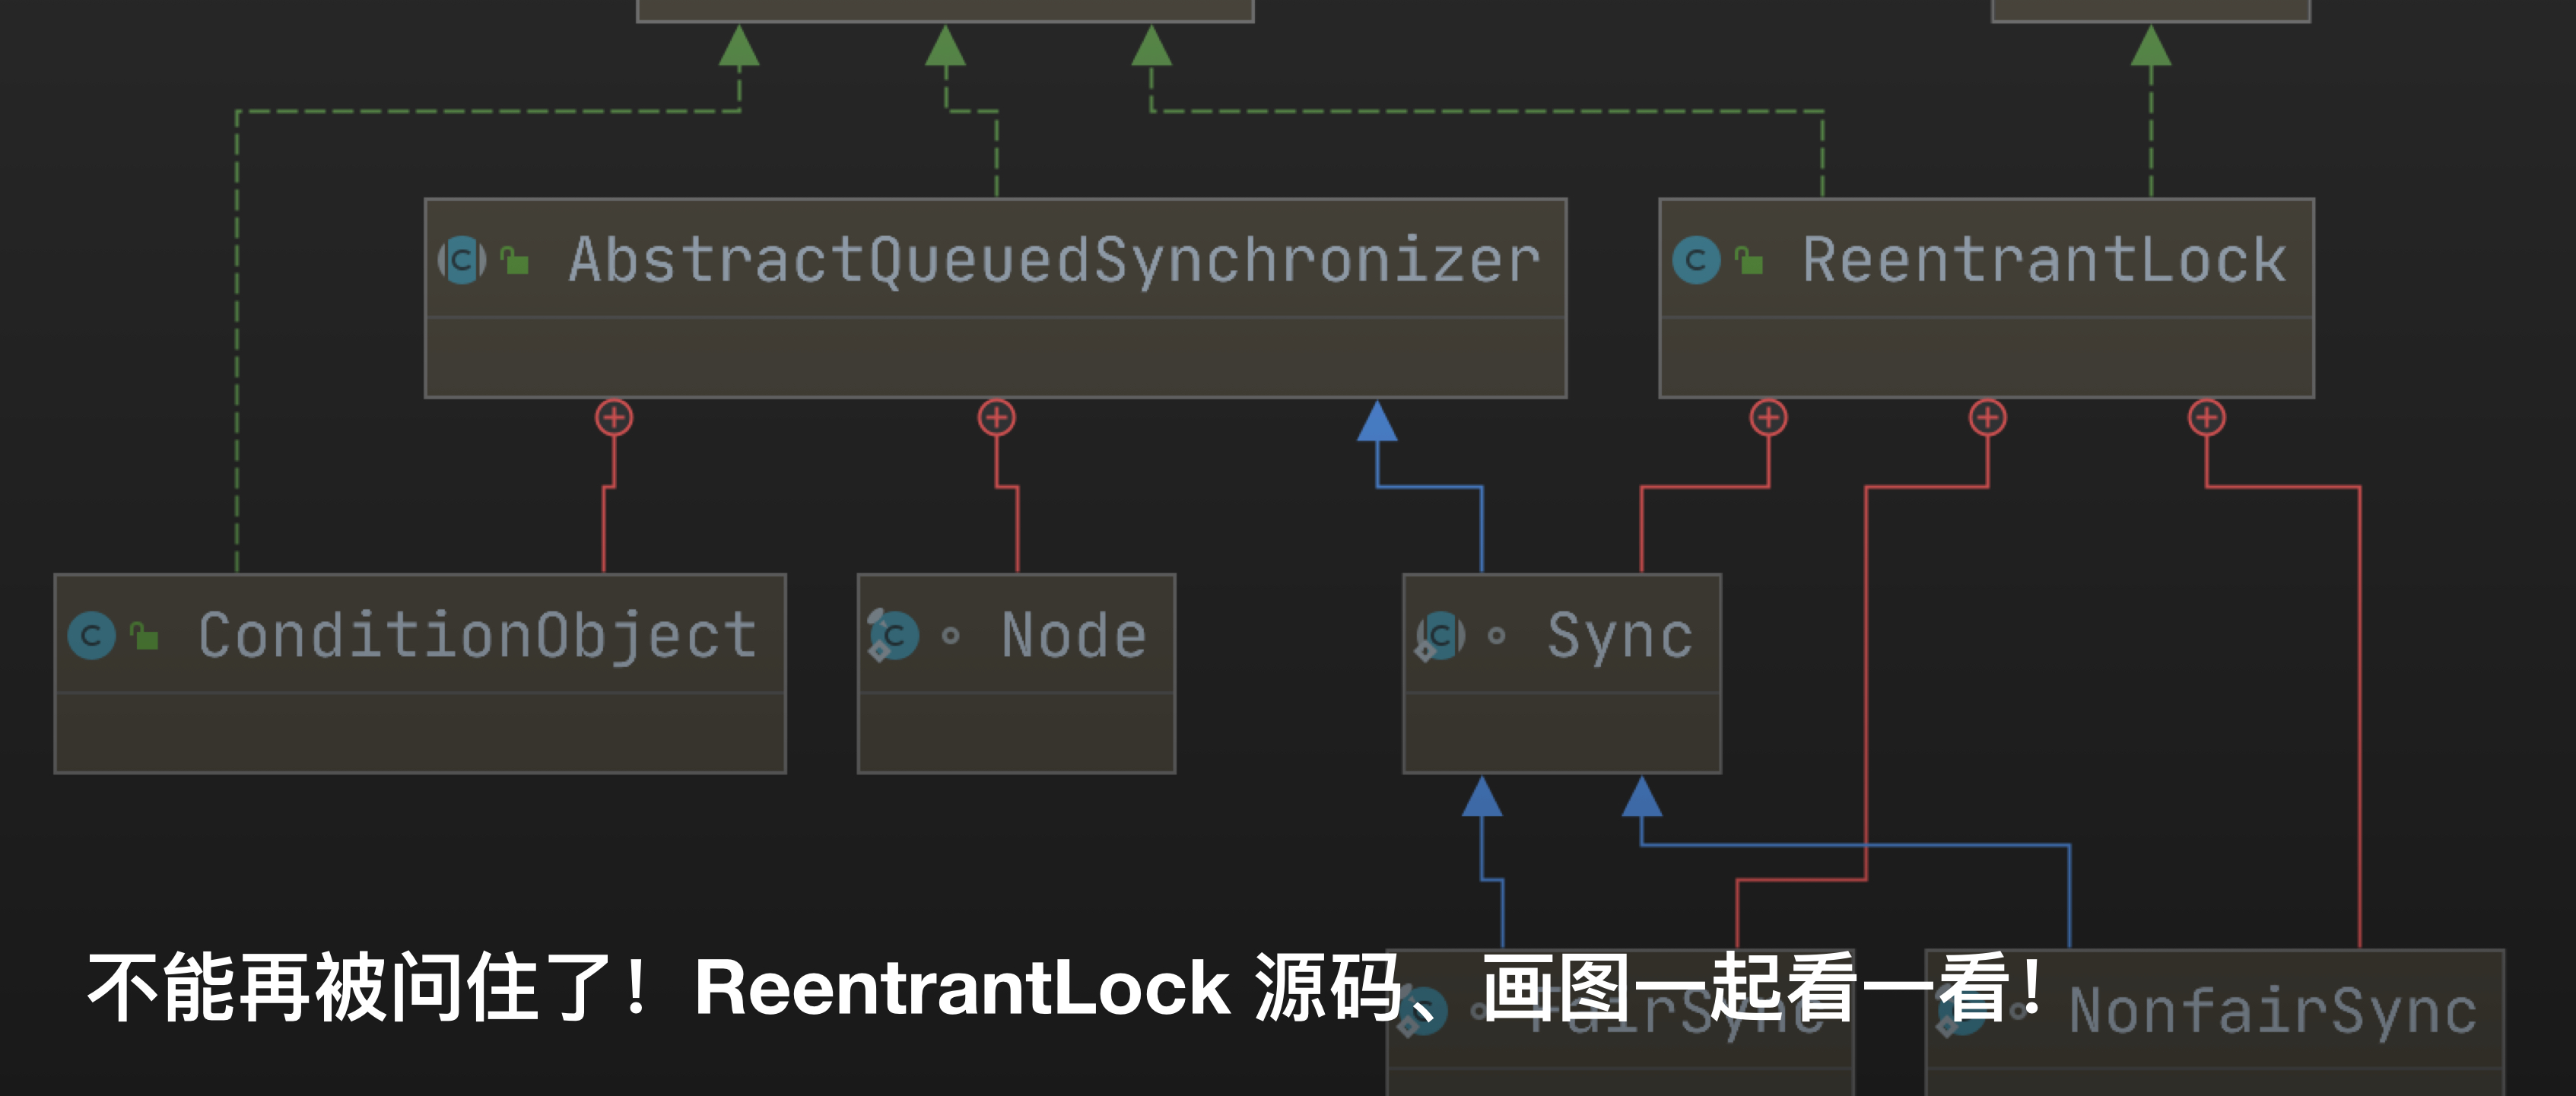 AbstractQueuedSynchronizer
ReentrantLock
ConditionObject
Node
Sync
不能再被问住了！ReentrantLock 源码、画图一起看一看！
FairSync
NonfairSync